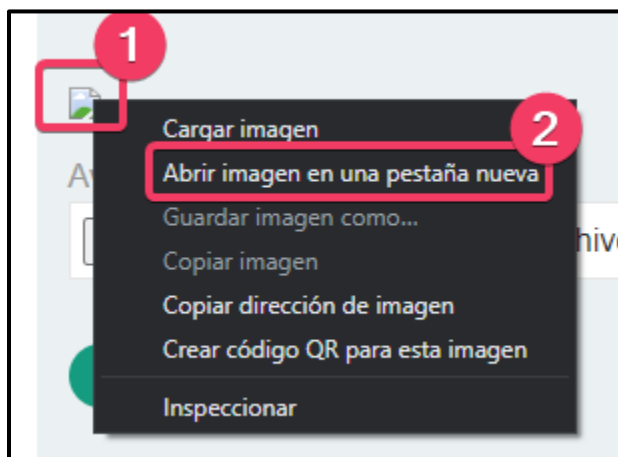 1
Cargar imagen
2
Abrir imagen en una pestaña nueva
Guardar imagen como...
Copiar imagen
Copiar dirección de imagen
Crear código QR para esta imagen
Inspeccionar